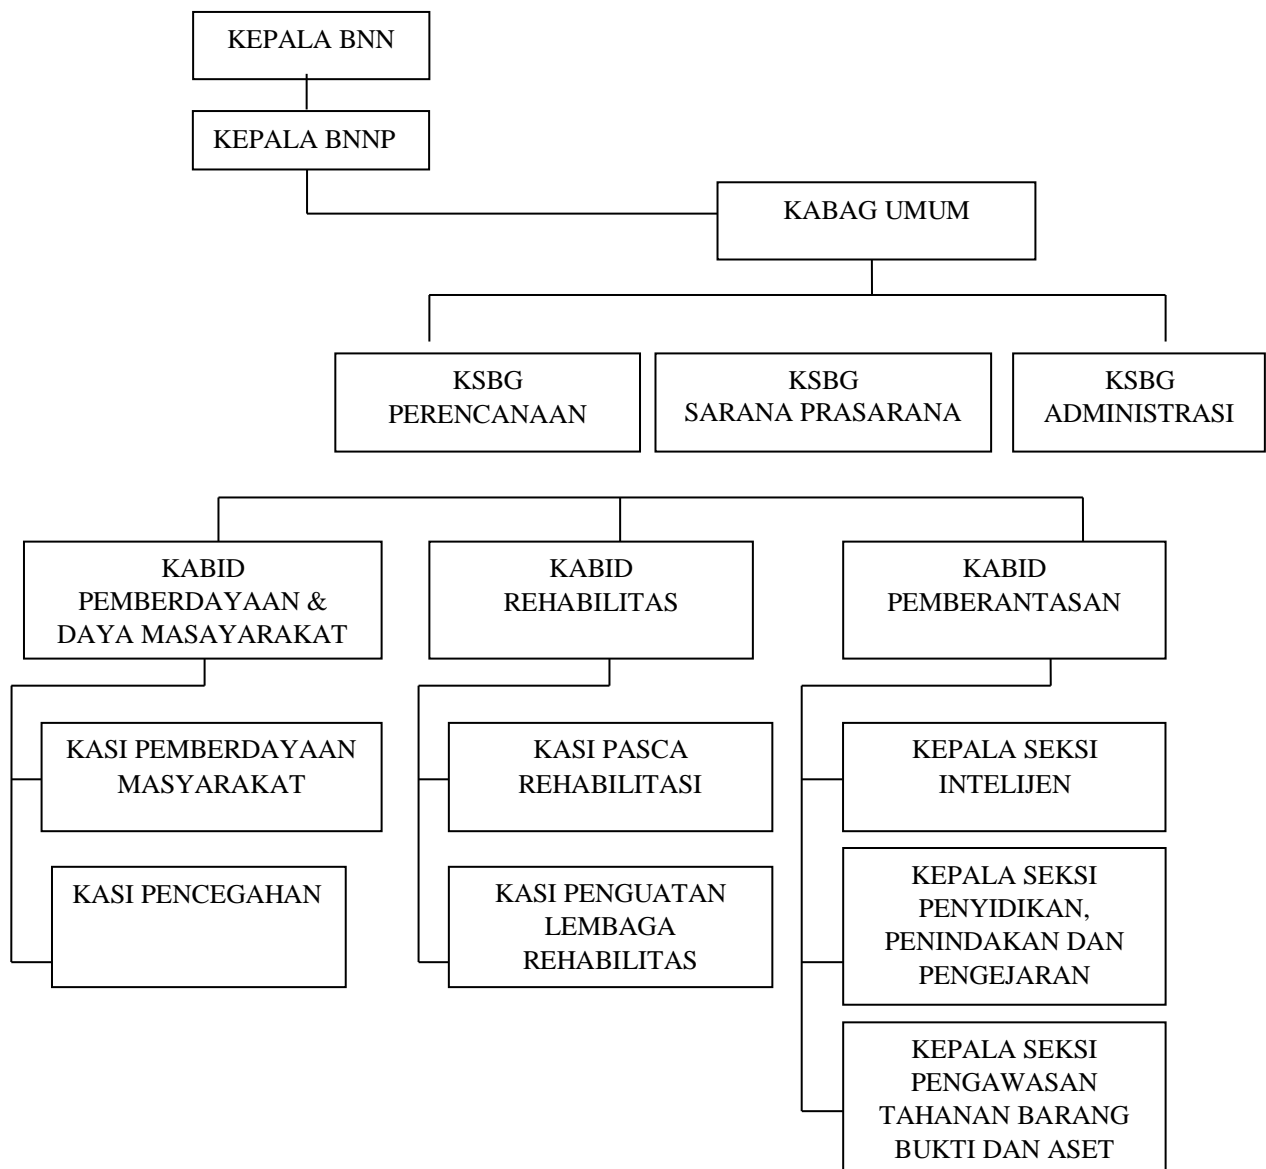 KEPALA BNN
KEPALA BNNP
KABAG UMUM
KSBG
PERENCANAAN
KSBG
SARANA PRASARANA
KSBG
ADMINISTRASI
KABID
PEMBERDAYAAN &
DAYA MASAYARAKAT
KABID
REHABILITAS
KABID
PEMBERANTASAN
KASI PEMBERDAYAAN
MASYARAKAT
KASI PASCA
REHABILITASI
KEPALA SEKSI
INTELIJEN
KASI PENCEGAHAN
KASI PENGUATAN
LEMBAGA
REHABILITAS
KEPALA SEKSI
PENYIDIKAN,
PENINDAKAN DAN
PENGEJARAN
KEPALA SEKSI
PENGAWASAN
TAHANAN BARANG
BUKTI DAN ASET